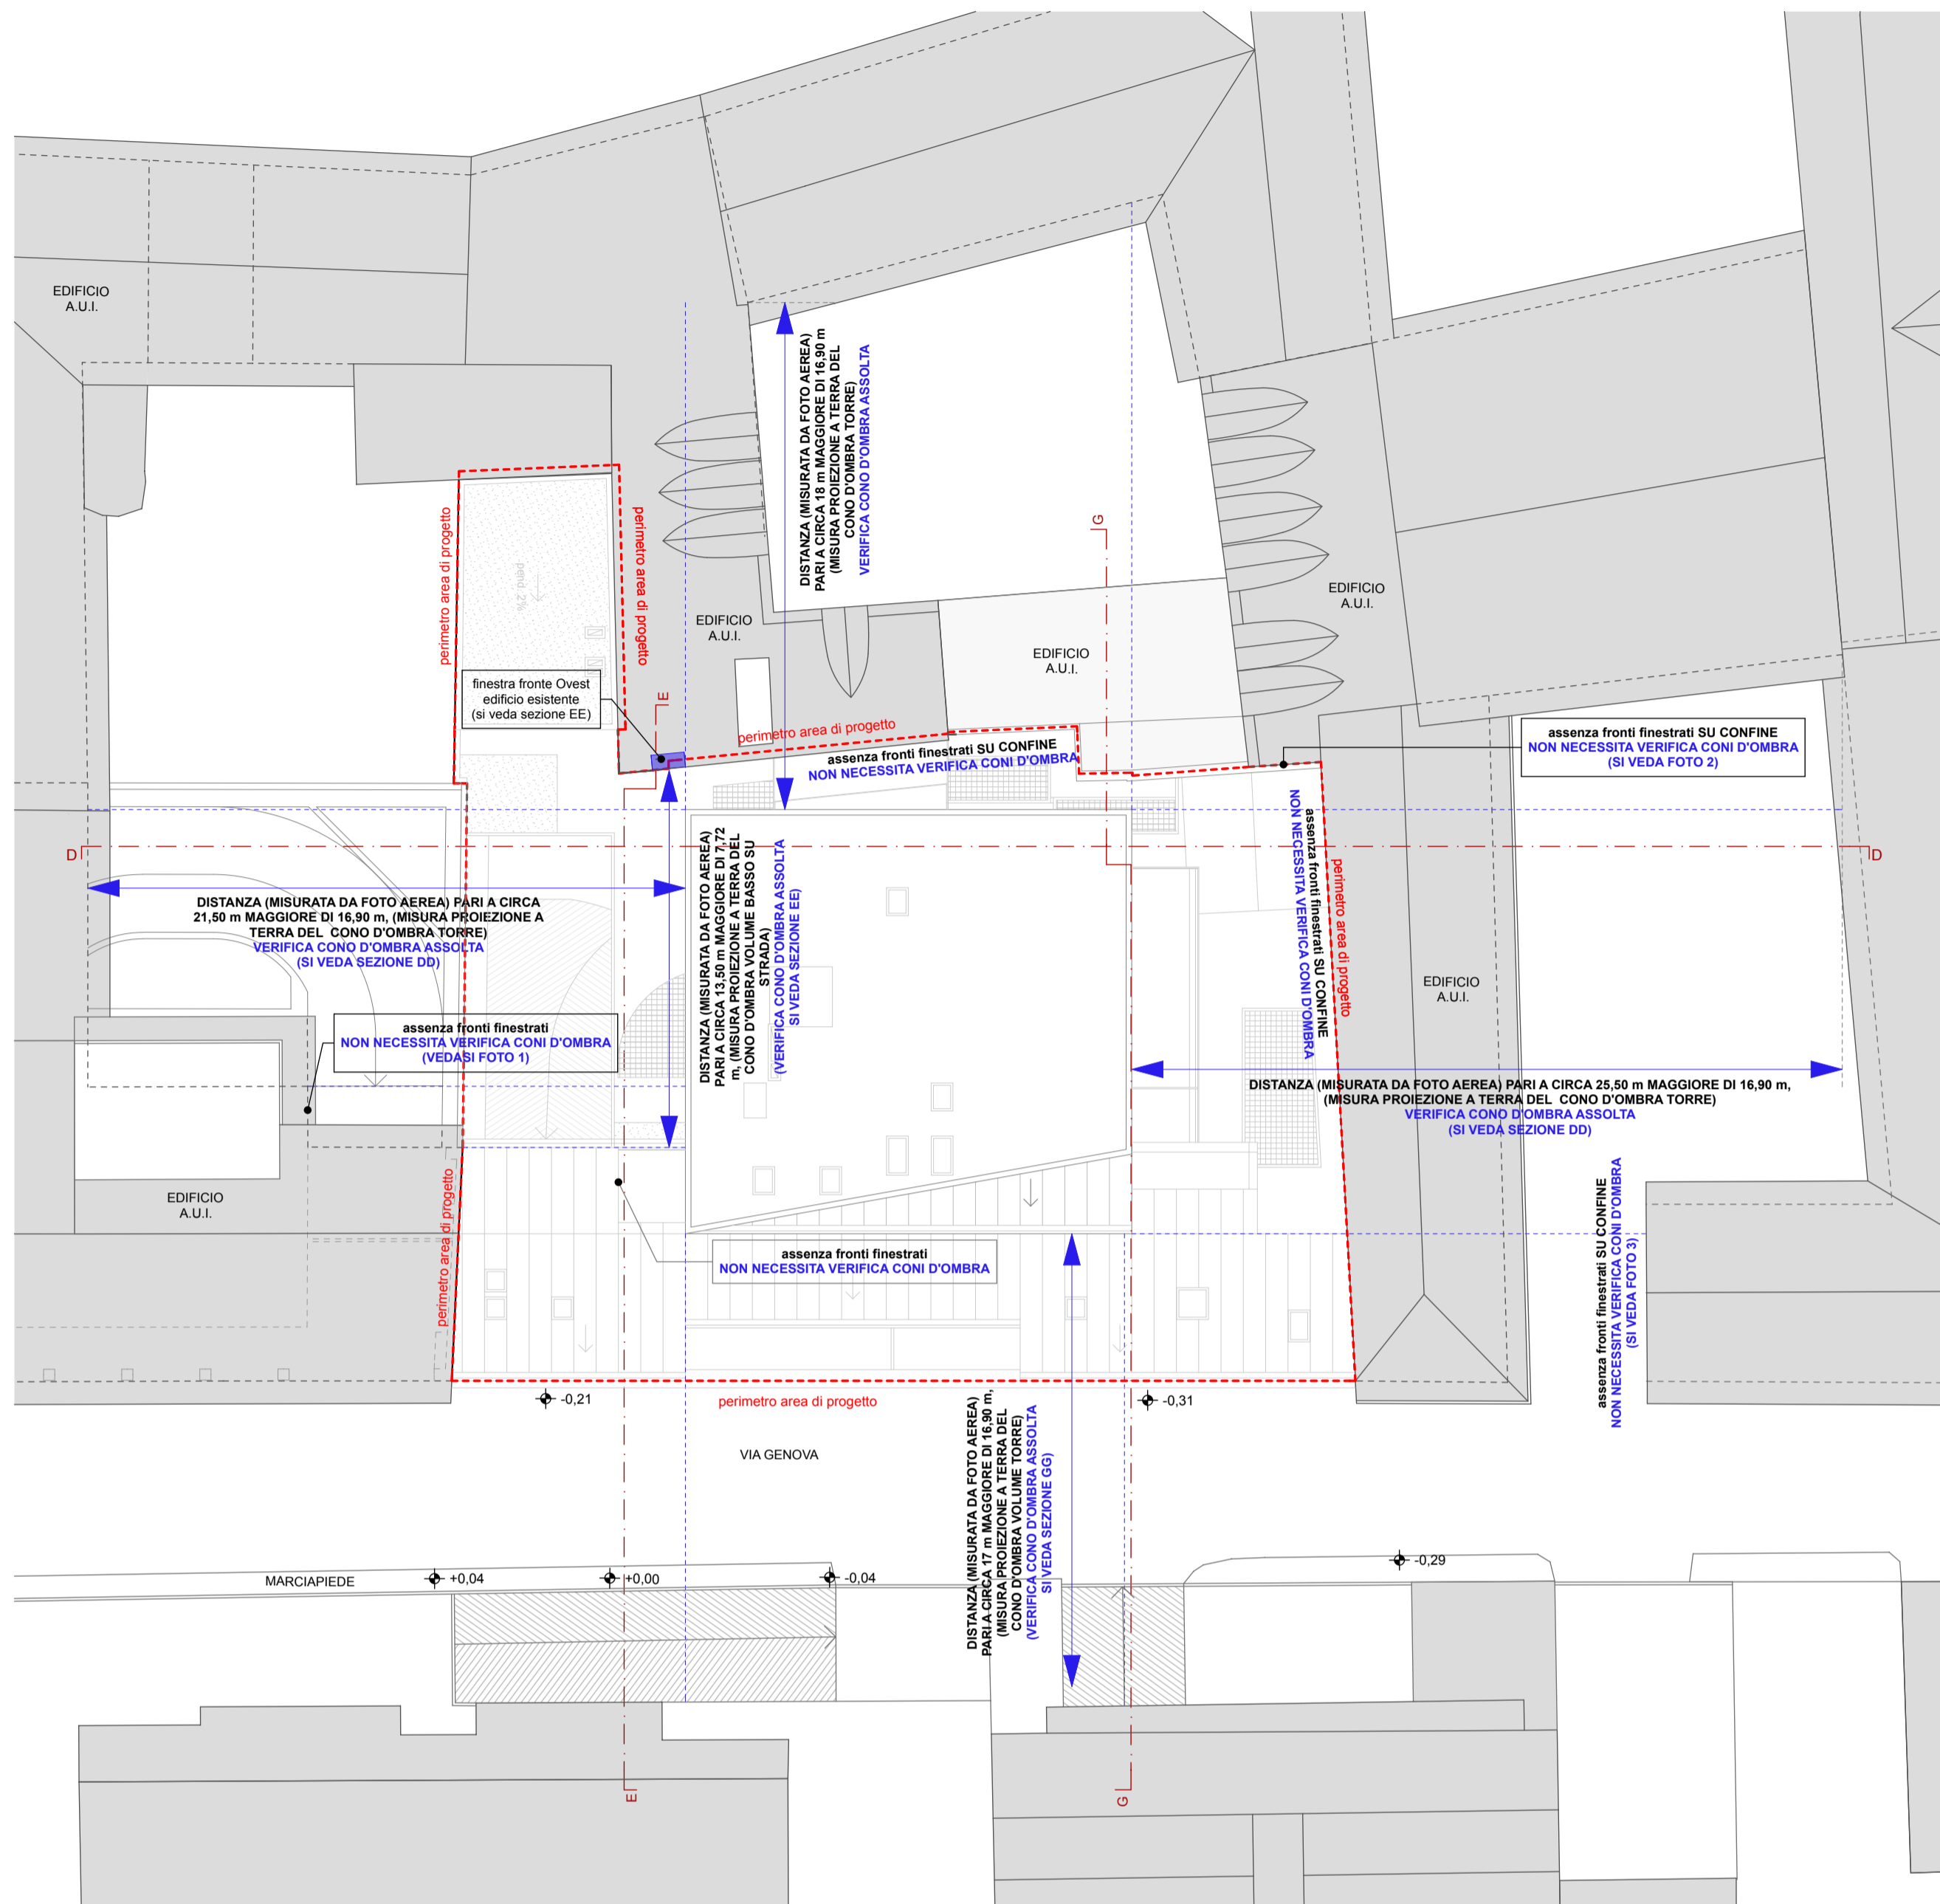 EDIFICIO
A.U.I.
DISTANZA (MISURATA DA FOTO AEREA)
PARI A CIRCA 18 m MAGGIORE DI 16,90 m
(MISURA PROIEZIONE A TERRA DEL
CONO D'OMBRA TORRE)
VERIFICA CONO D'OMBRA ASSOLTA
perimetro area di progetto
pend. 2%
perimetro area di progetto
G
EDIFICIO
A.U.I.
EDIFICIO
A.U.I.
EDIFICIO
A.U.I.
finestra fronte Ovest
edificio esistente
(si veda sezione EE)
E
perimetro area di progetto
assenza fronti finestrati SU CONFINE
NON NECESSITA VERIFICA CONI D'OMBRA
assenza fronti finestrati SU CONFINE
NON NECESSITA VERIFICA CONI D'OMBRA
(SI VEDA FOTO 2)
D
D
DISTANZA (MISURATA DA FOTO AEREA) PARI A CIRCA
21,50 m MAGGIORE DI 16,90 m, (MISURA PROIEZIONE A
TERRA DEL CONO D'OMBRA TORRE)
VERIFICA CONO D'OMBRA ASSOLTA
(SI VEDA SEZIONE DD)
DISTANZA (MISURATA DA FOTO AEREA)
PARI A CIRCA 13,50 m MAGGIORE DI 7,72
m, (MISURA PROIEZIONE A TERRA DEL
CONO D'OMBRA VOLUME BASSO SU
STRADA)
(VERIFICA CONO D'OMBRA ASSOLTA
SI VEDA SEZIONE EE)
assenza fronti finestrati SU CONFINE
NON NECESSITA VERIFICA CONI D'OMBRA
perimetro area di progetto
EDIFICIO
A.U.I.
assenza fronti finestrati
NON NECESSITA VERIFICA CONI D'OMBRA
(VEDASI FOTO 1)
DISTANZA (MISURATA DA FOTO AEREA) PARI A CIRCA 25,50 m MAGGIORE DI 16,90 m,
(MISURA PROIEZIONE A TERRA DEL CONO D'OMBRA TORRE)
VERIFICA CONO D'OMBRA ASSOLTA
(SI VEDA SEZIONE DD)
EDIFICIO
A.U.I.
perimetro area di progetto
assenza fronti finestrati
NON NECESSITA VERIFICA CONI D'OMBRA
assenza fronti finestrati SU CONFINE
NON NECESSITA VERIFICA CONI D'OMBRA
(SI VEDA FOTO 3)
-0,21
perimetro area di progetto
-0,31
VIA GENOVA
DISTANZA (MISURATA DA FOTO AEREA)
PARI A CIRCA 17 m MAGGIORE DI 16,90 m,
(MISURA PROIEZIONE A TERRA DEL
CONO D'OMBRA VOLUME TORRE)
(VERIFICA CONO D'OMBRA ASSOLTA
SI VEDA SEZIONE GG)
MARCIAPIEDE
+0,04
+0,00
-0,04
-0,29
E
G